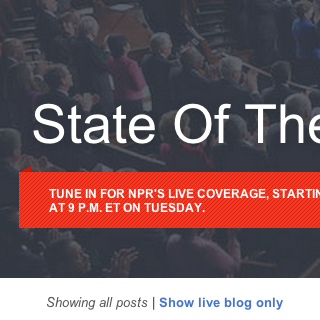 State Of The
TUNE IN FOR NPR'S LIVE COVERAGE, STARTIN
AT 9 P.M. ET ON TUESDAY.
Showing all posts | Show live blog only